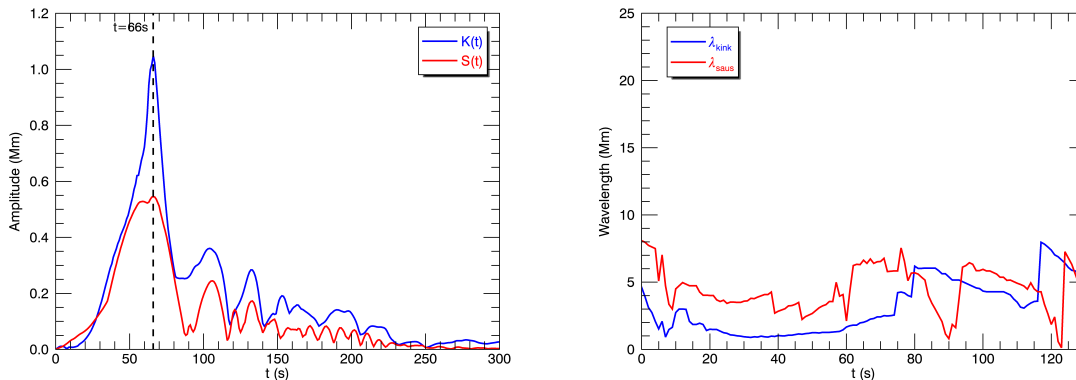 t=66s
K(t)
S(t)
1.2
1.0
0.8
0.6
0.4
0.2
0.0
Amplitude (Mm)
0 50 100 150 200 250 300
t (s)
λkink
λsaus
25
20
15
10
5
0
Wavelength (Mm)
0 20 40 60 80 100 120
t (s)